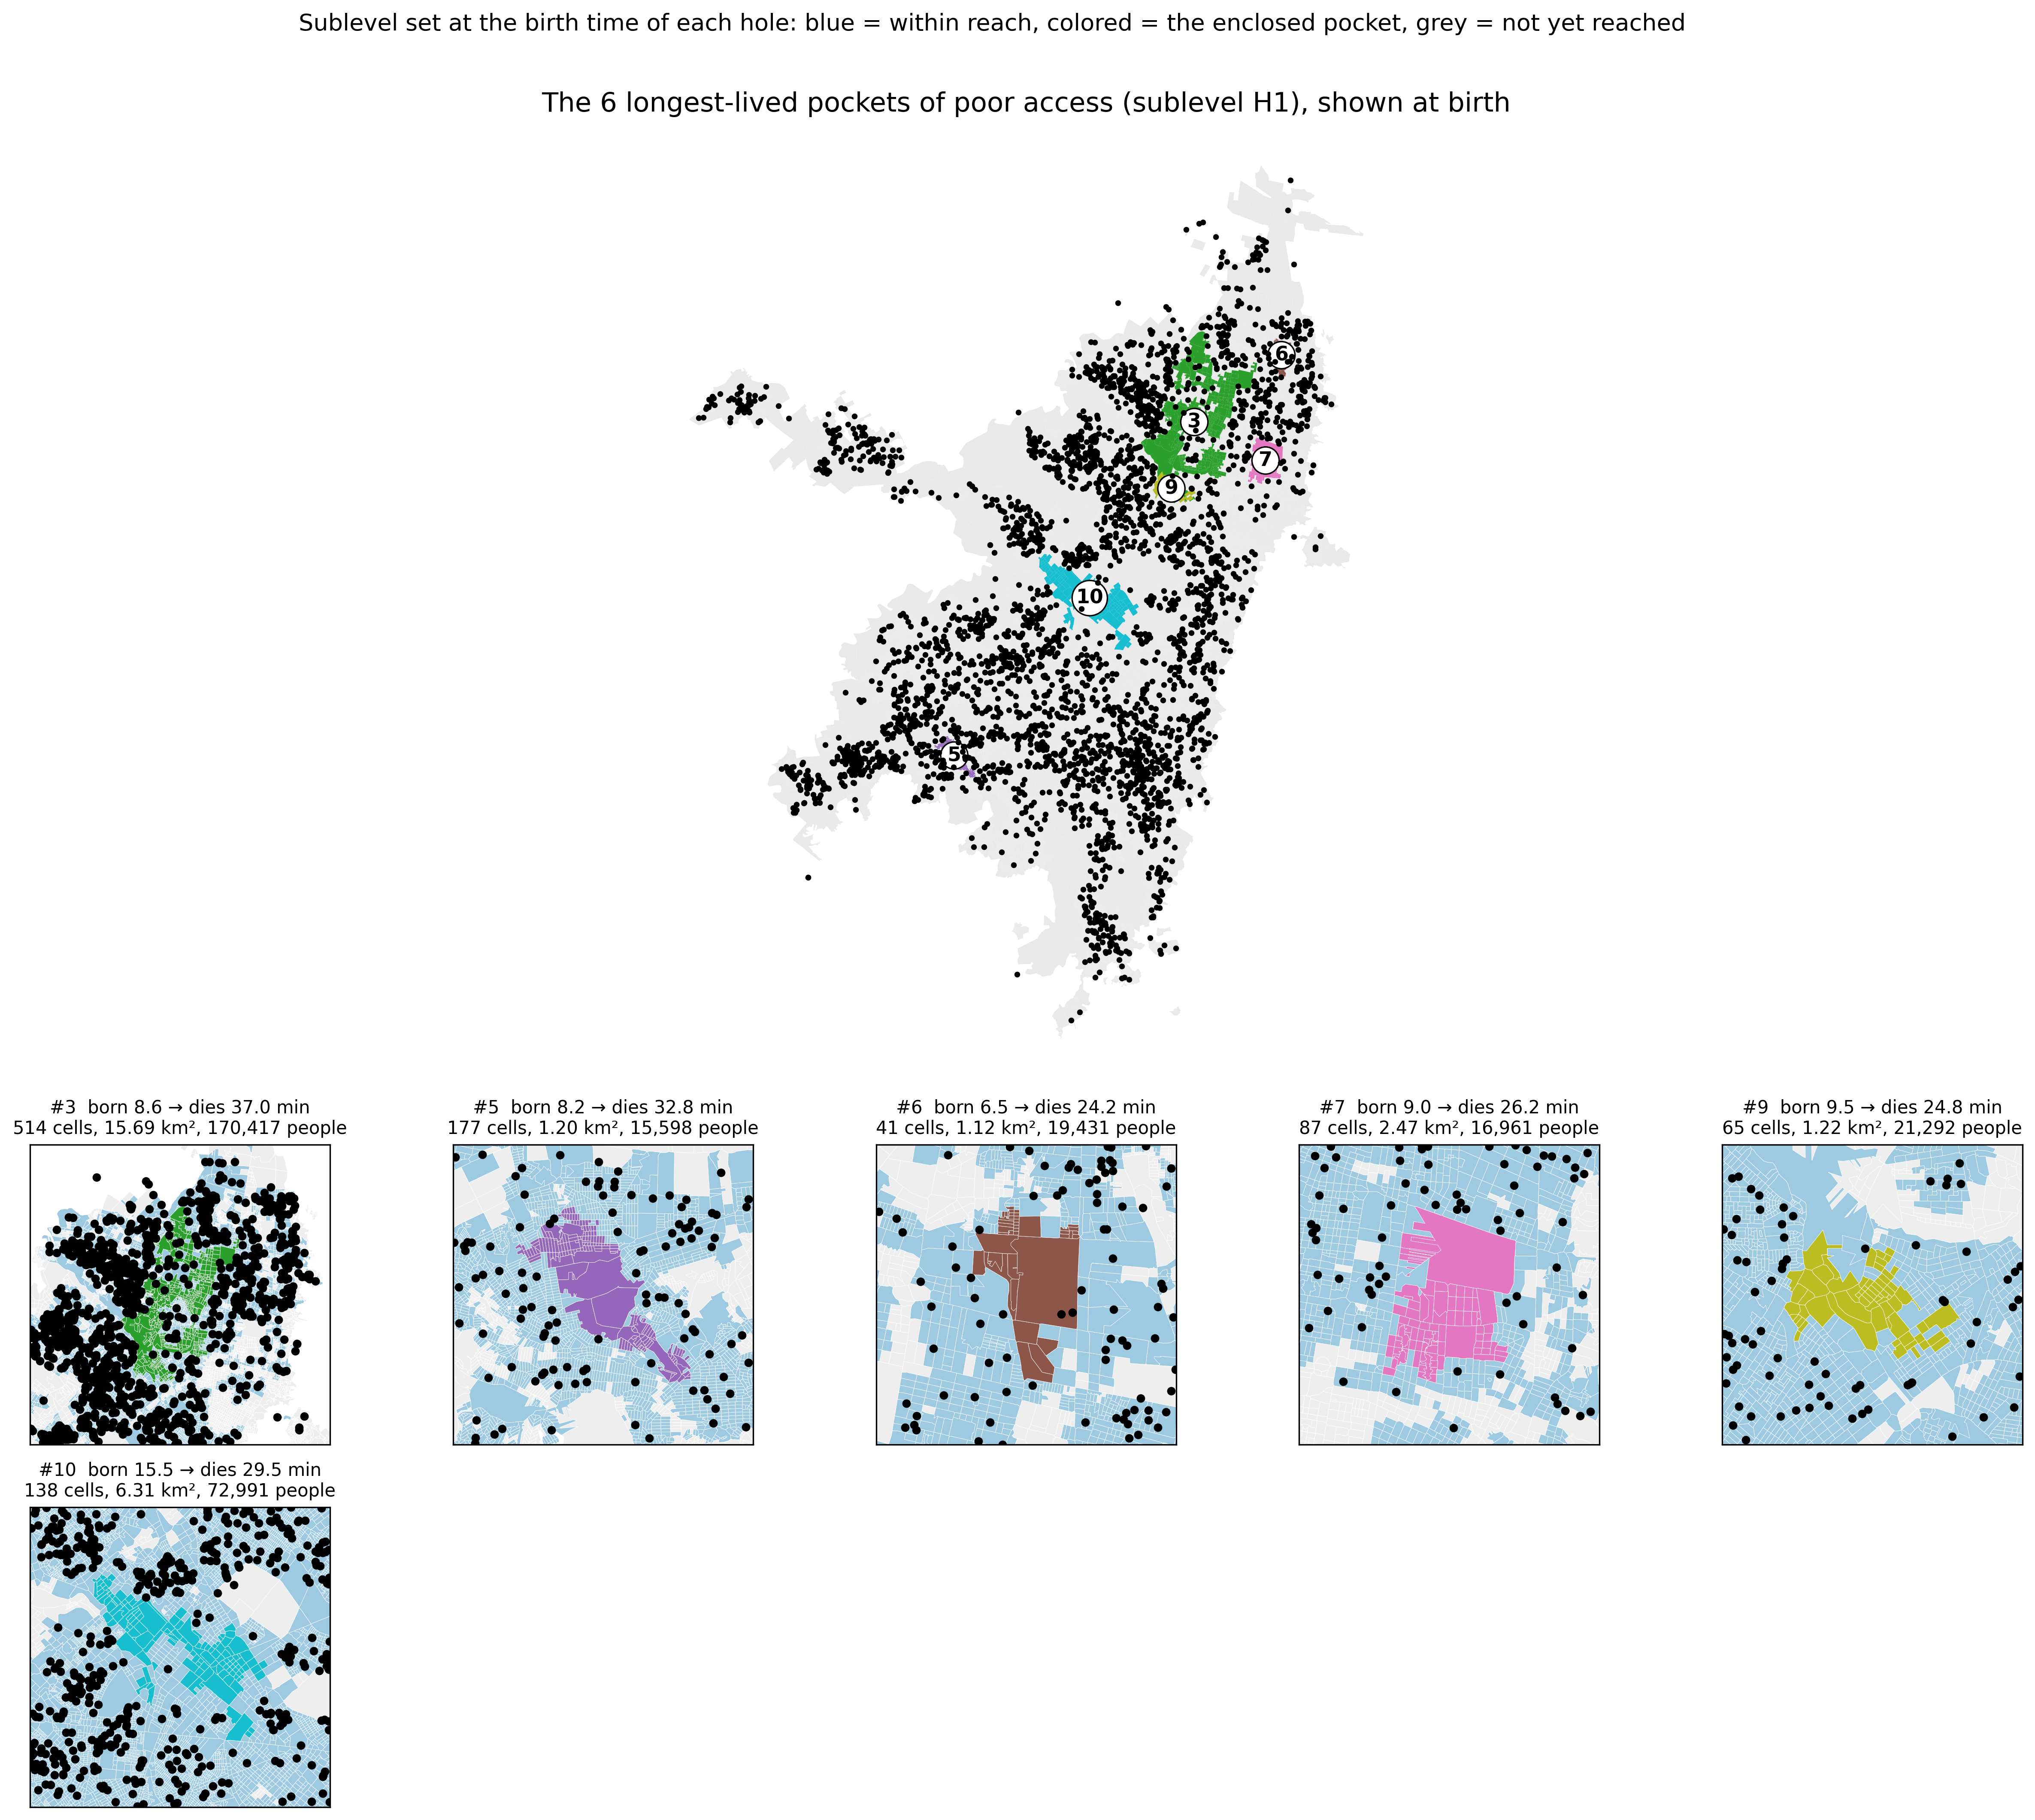 Sublevel set at the birth time of each hole: blue = within reach, colored = the enclosed pocket, grey = not yet reached
The 6 longest-lived pockets of poor access (sublevel H1), shown at birth
6
3
7
9
10
5
#3  born 8.6 → dies 37.0 min
514 cells, 15.69 km², 170,417 people
#5  born 8.2 → dies 32.8 min
177 cells, 1.20 km², 15,598 people
#6  born 6.5 → dies 24.2 min
41 cells, 1.12 km², 19,431 people
#7  born 9.0 → dies 26.2 min
87 cells, 2.47 km², 16,961 people
#9  born 9.5 → dies 24.8 min
65 cells, 1.22 km², 21,292 people
#10  born 15.5 → dies 29.5 min
138 cells, 6.31 km², 72,991 people